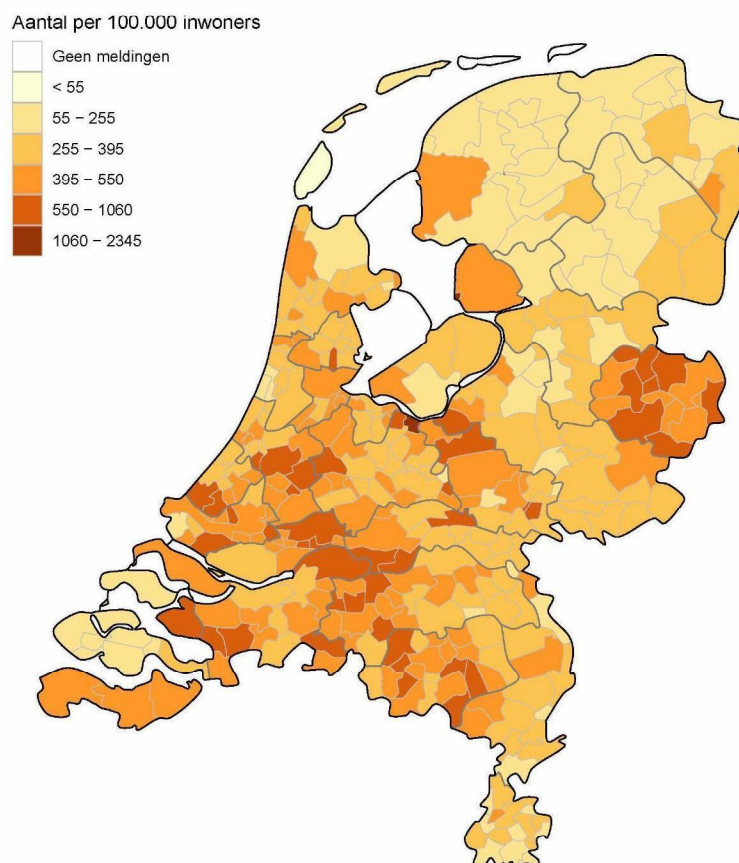 Aantal per 100.000 inwoners
Geen meldingen
< 55
55 – 255
255 – 395
395 – 550
550 – 1060
1060 – 2345